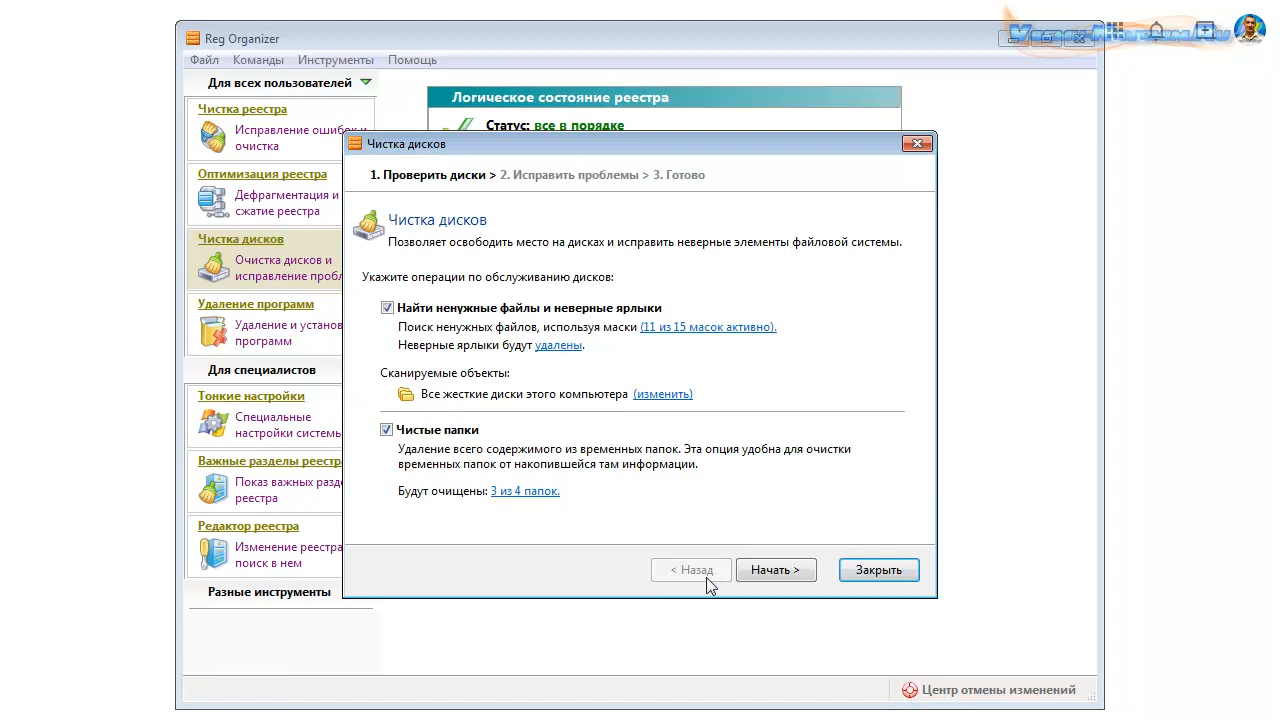 Reg Organizer
Файл Команды Инструменты Помощь
Для всех пользователей
Чистка реестра
Исправление ошибок и
очистка
Оптимизация реестра
Дефрагментация и
сжатие реестра
Чистка дисков
Очистка дисков и
исправление пробл
Удаление программ
Удаление и установ
программ
Для специалистов
Тонкие настройки
Специальные
настройки системы
Важные разделы реестра
Показ важных разде
реестра
Редактор реестра
Изменение реестра
поиск в нем
Разные инструменты
Логическое состояние реестра
Статус: все в порядке
Чистка дисков
1. Проверить диски > 2. Исправить проблемы > 3. Готово
Чистка дисков
Позволяет освободить место на дисках и исправить неверные элементы файловой системы.
Укажите операции по обслуживанию дисков:
Найти ненужные файлы и неверные ярлыки
Поиск ненужных файлов, используя маски (11 из 15 масок активно).
Неверные ярлыки будут удалены.
Сканируемые объекты:
Все жесткие диски этого компьютера (изменить)
Чистые папки
Удаление всего содержимого из временных папок. Эта опция удобна для очистки
временных папок от накопившейся там информации.
Будут очищены: 3 из 4 папок.
< Назад
Начать >
Закрыть
Центр отмены изменений